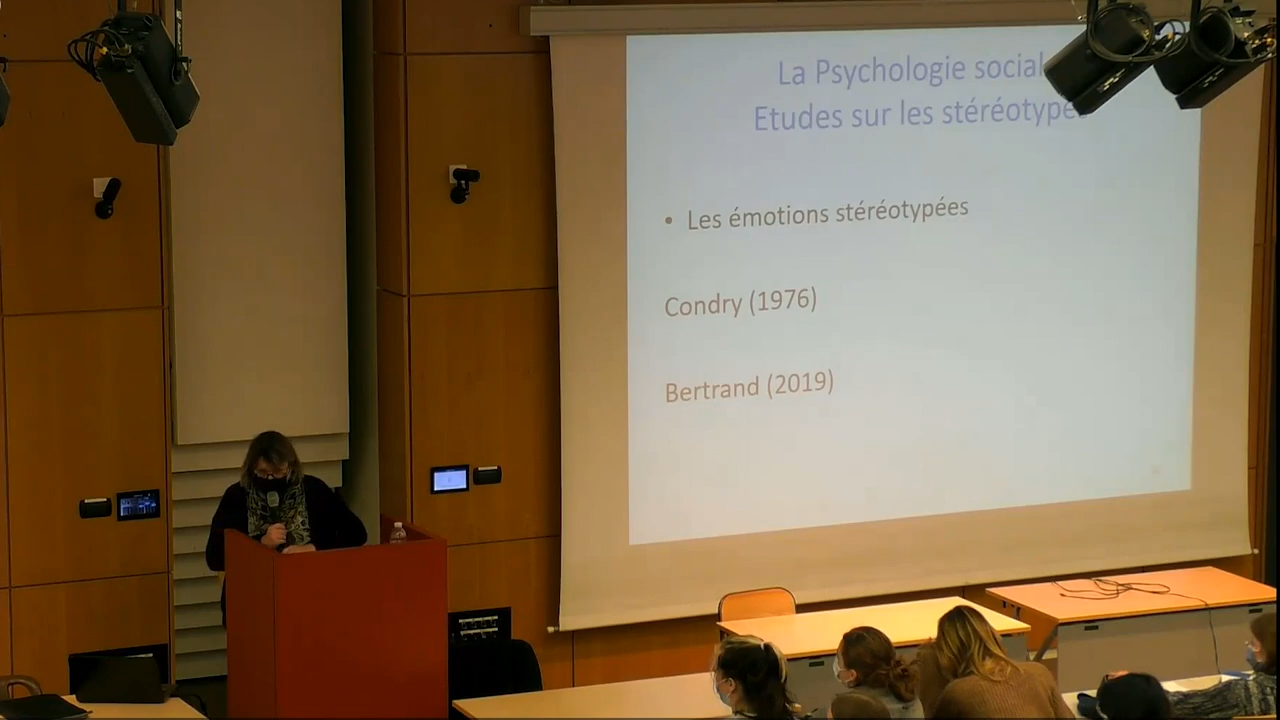 La Psychologie social
Etudes sur les stéréotype
• Les émotions stéréotypées
Condry (1976)
Bertrand (2019)